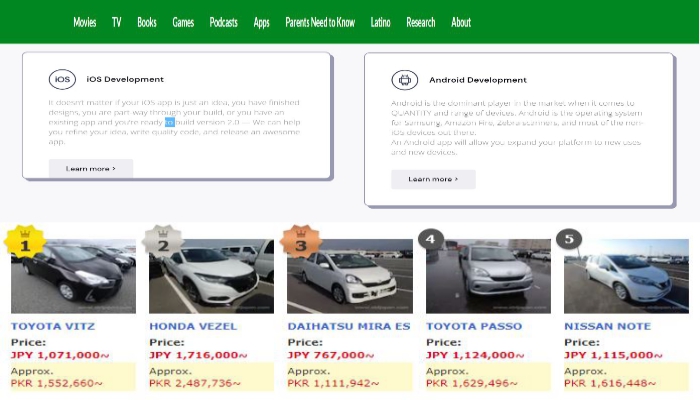 Movies TV Books Games Podcasts Apps Parents Need to Know Latino Research About
iOS iOS Development
It doesn't matter if your iOS app is just an idea, you have finished
designs, you are part way through your build, or you have an
existing app and you're ready to build version 2.0 — We can help
you refine your idea, write quality code, and release an awesome
app.
Learn more >
Android Development
Android is the dominant player in the market when it comes to
QUANTITY and range of devices. Android is the operating system
for Samsung, Amazon Fire, Zebra scanners, and most of the non-
iOS devices out there.
An Android app will allow you expand your platform to new uses
and new devices.
Learn more >
1 2 3 4 5
TOYOTA VITZ HONDA VEZEL DAIHATSU MIRA ES TOYOTA PASSO NISSAN NOTE
Price: Price: Price: Price: Price:
JPY 1,071,000~ JPY 1,716,000~ JPY 767,000~ JPY 1,124,000~ JPY 1,115,000~
Approx. Approx. Approx. Approx. Approx.
PKR 1,552,660~ PKR 2,487,736~ PKR 1,111,942~ PKR 1,629,496~ PKR 1,616,448~